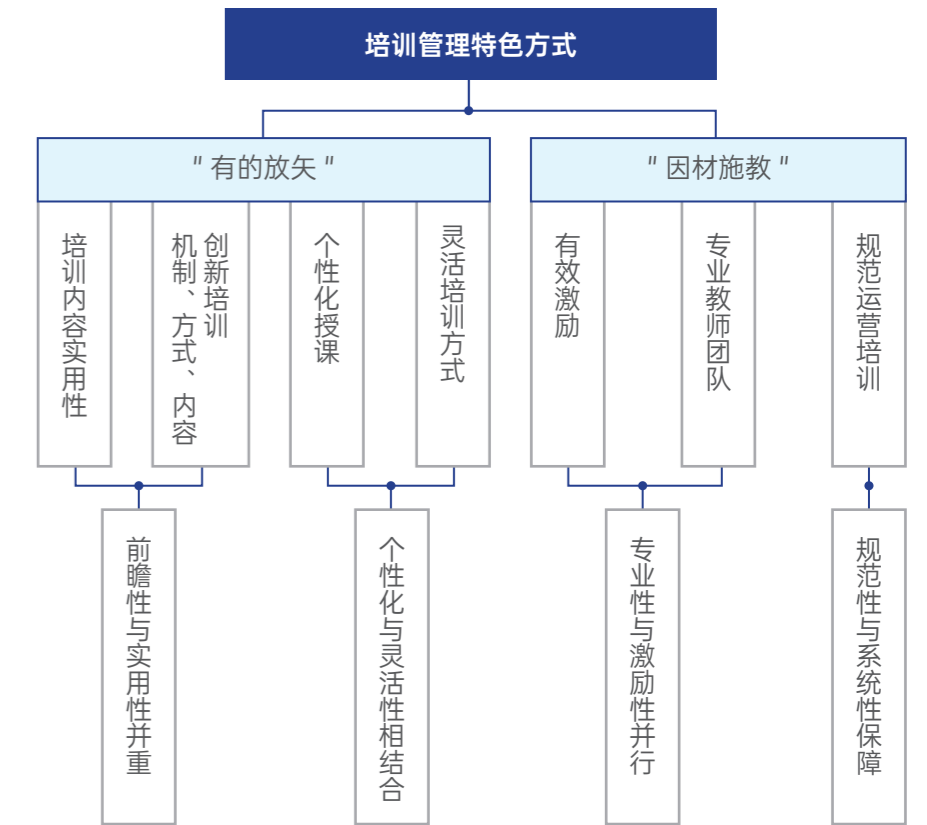 培训管理特色方式
"有的放矢"
"因材施教"
培训内容实用性
创新培训
机制、方式、内容
个性化授课
灵活培训方式
有效激励
专业教师团队
规范运营培训
前瞻性与实用性并重
个性化与灵活性相结合
专业性与激励性并行
规范性与系统性保障